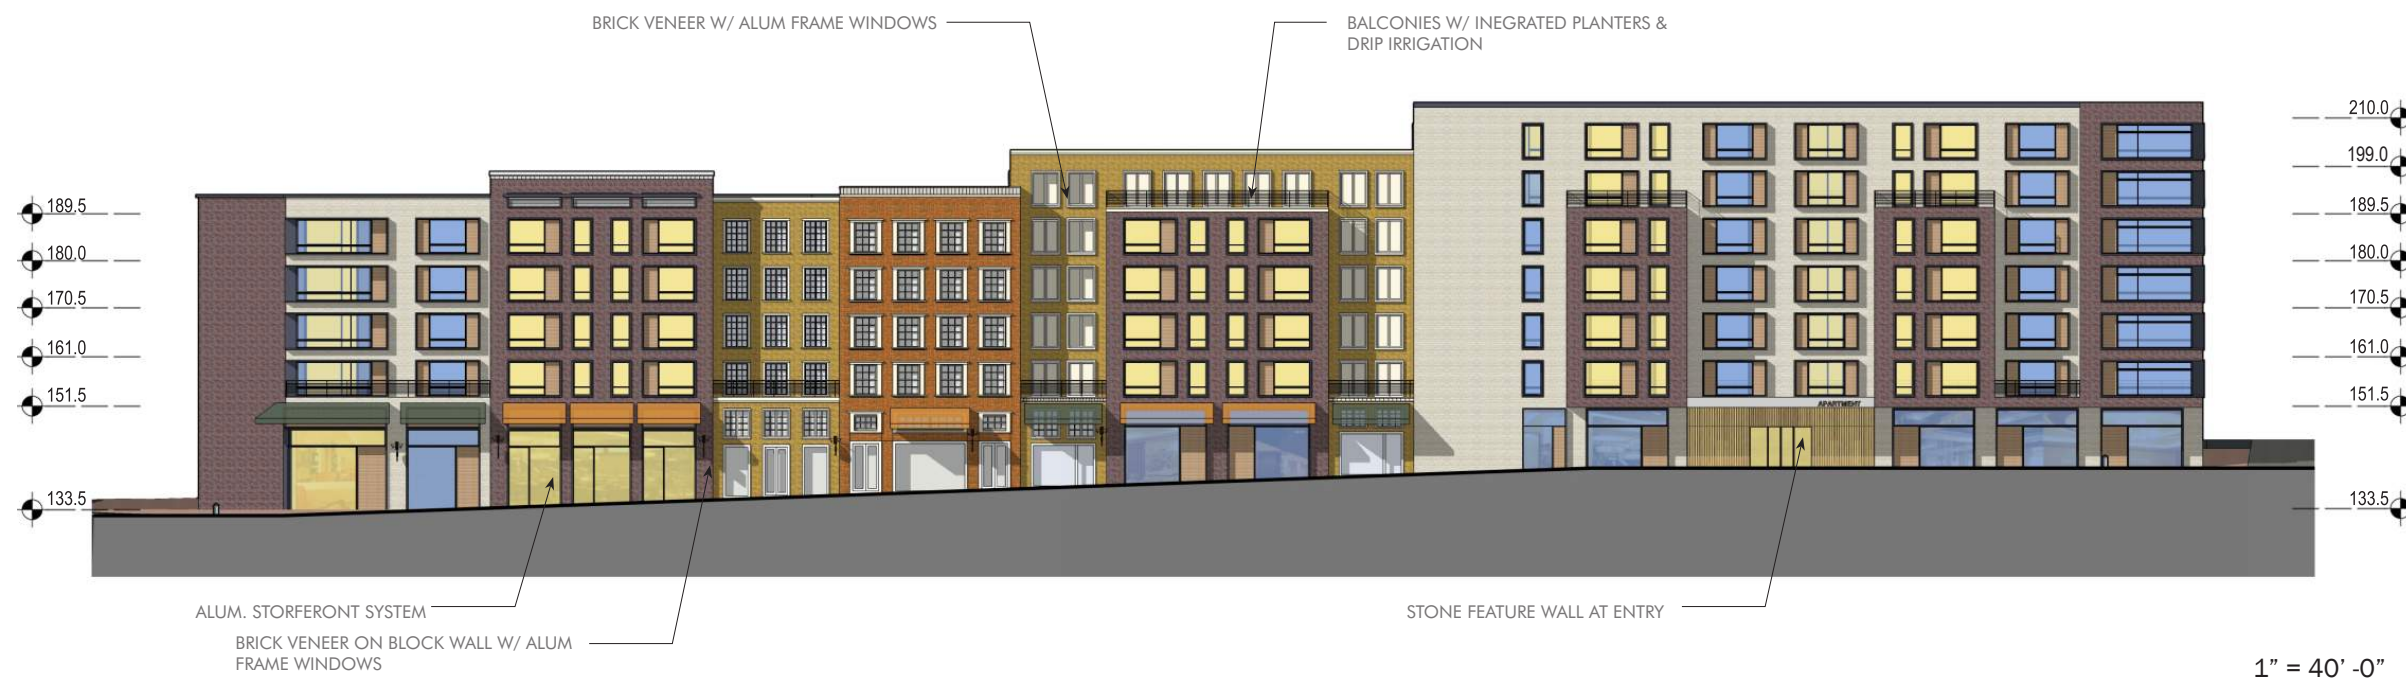 BRICK VENEER W/ ALUM FRAME WINDOWS
BALCONIES W/ INEGRATED PLANTERS &
DRIP IRRIGATION
189.5
180.0
170.5
161.0
151.5
133.5
210.0
199.0
189.5
180.0
170.5
161.0
151.5
133.5
APARTMENT
ALUM. STORFERONT SYSTEM
BRICK VENEER ON BLOCK WALL W/ ALUM
FRAME WINDOWS
STONE FEATURE WALL AT ENTRY
1” = 40’ -0”